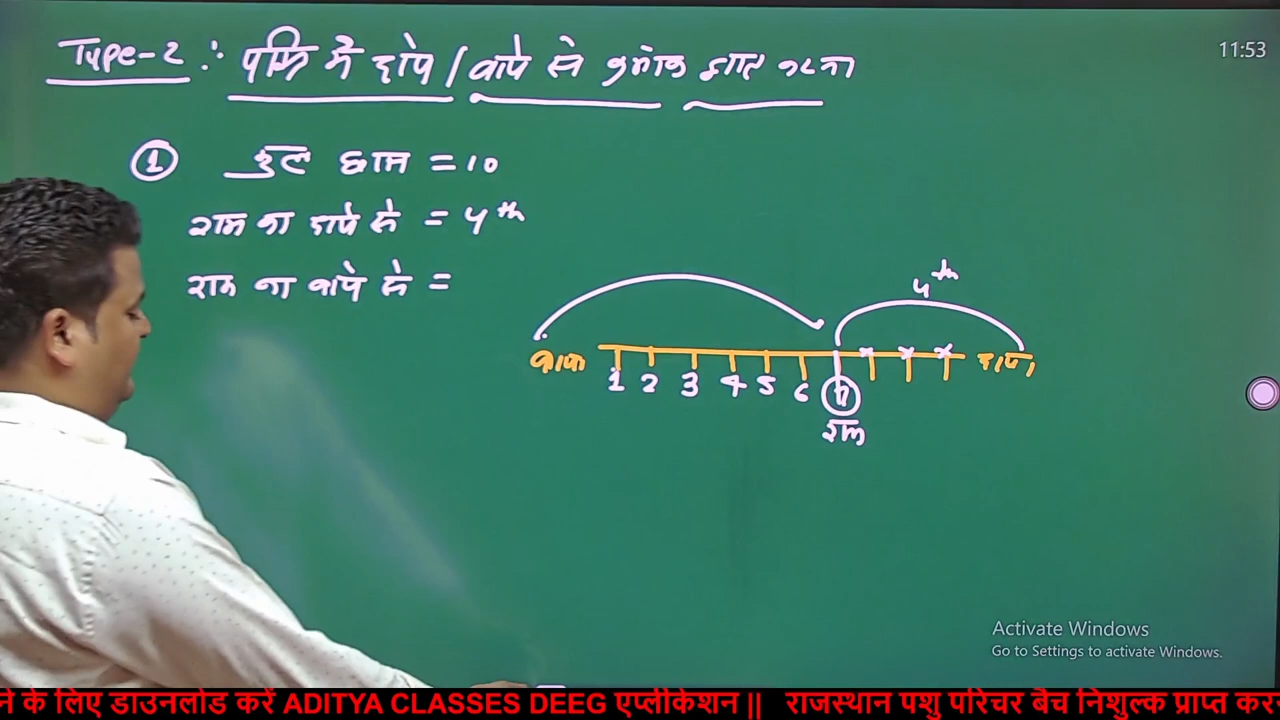 Type-2 : पंक्ति में दांये / बांये से क्रमांक ज्ञात करना
11:53
① कुल छात्र = 10
राम का दांये से = 4th
राम का बांये से =
4th
बांया दांया
1 2 3 4 5 6 7
राम
Activate Windows
Go to Settings to activate Windows.
ने के लिए डाउनलोड करें ADITYA CLASSES DEEG एप्लीकेशन || राजस्थान पशु परिचर बैच निशुल्क प्राप्त कर